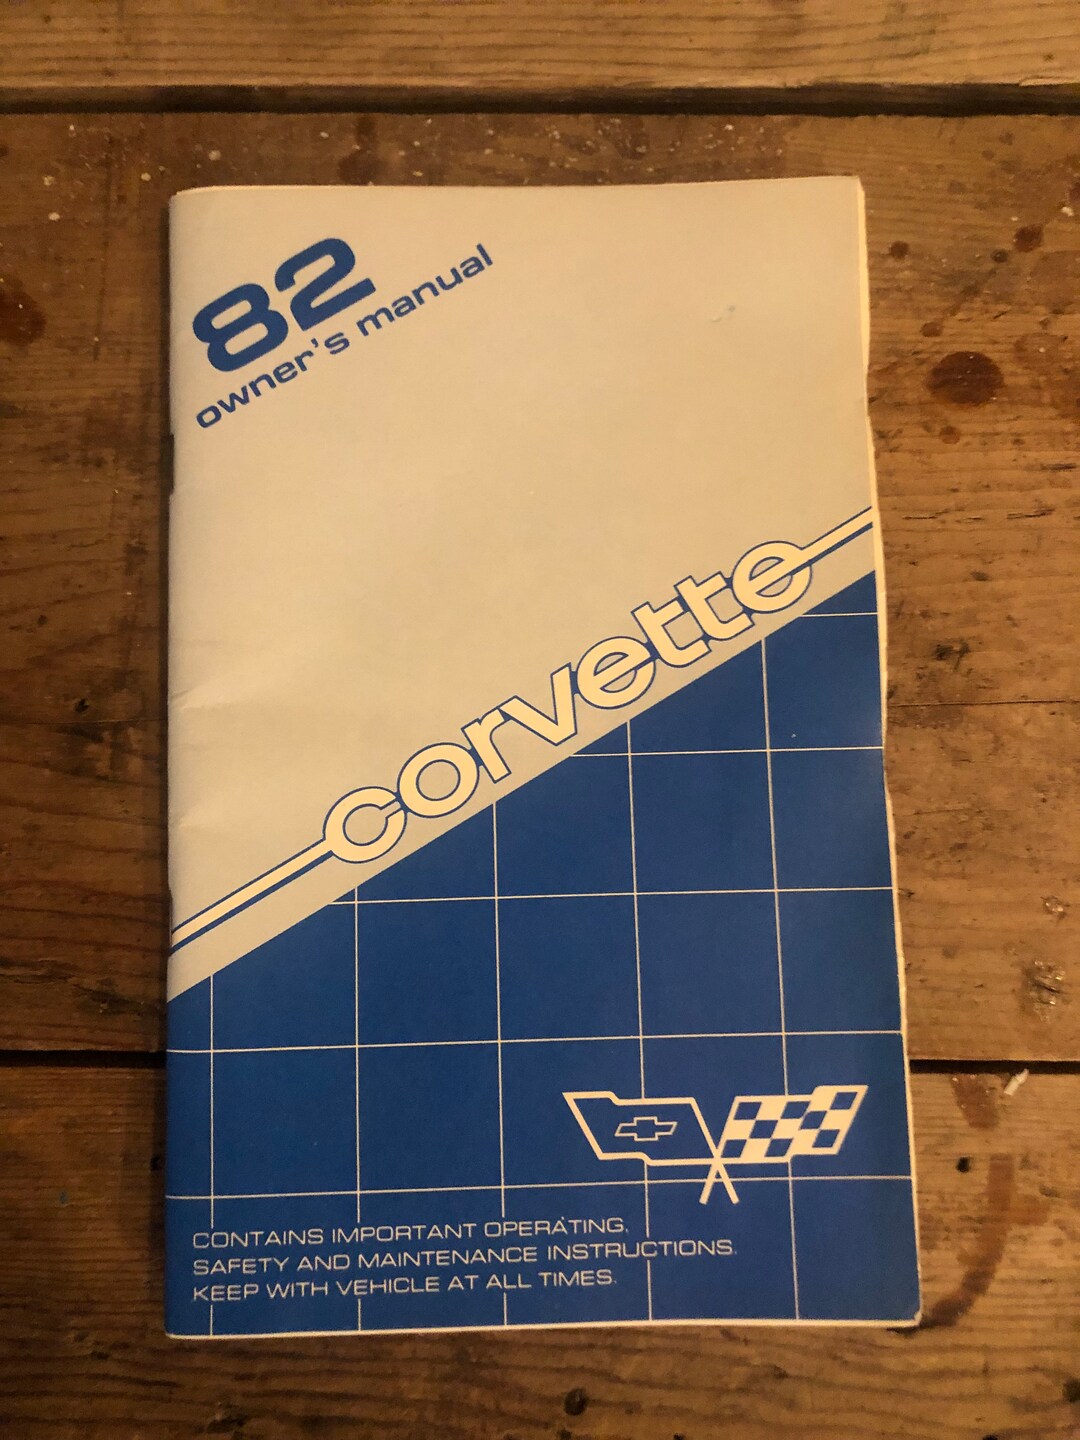 82
owner's manual
corvette
CONTAINS IMPORTANT OPERATING,
SAFETY AND MAINTENANCE INSTRUCTIONS.
KEEP WITH VEHICLE AT ALL TIMES.